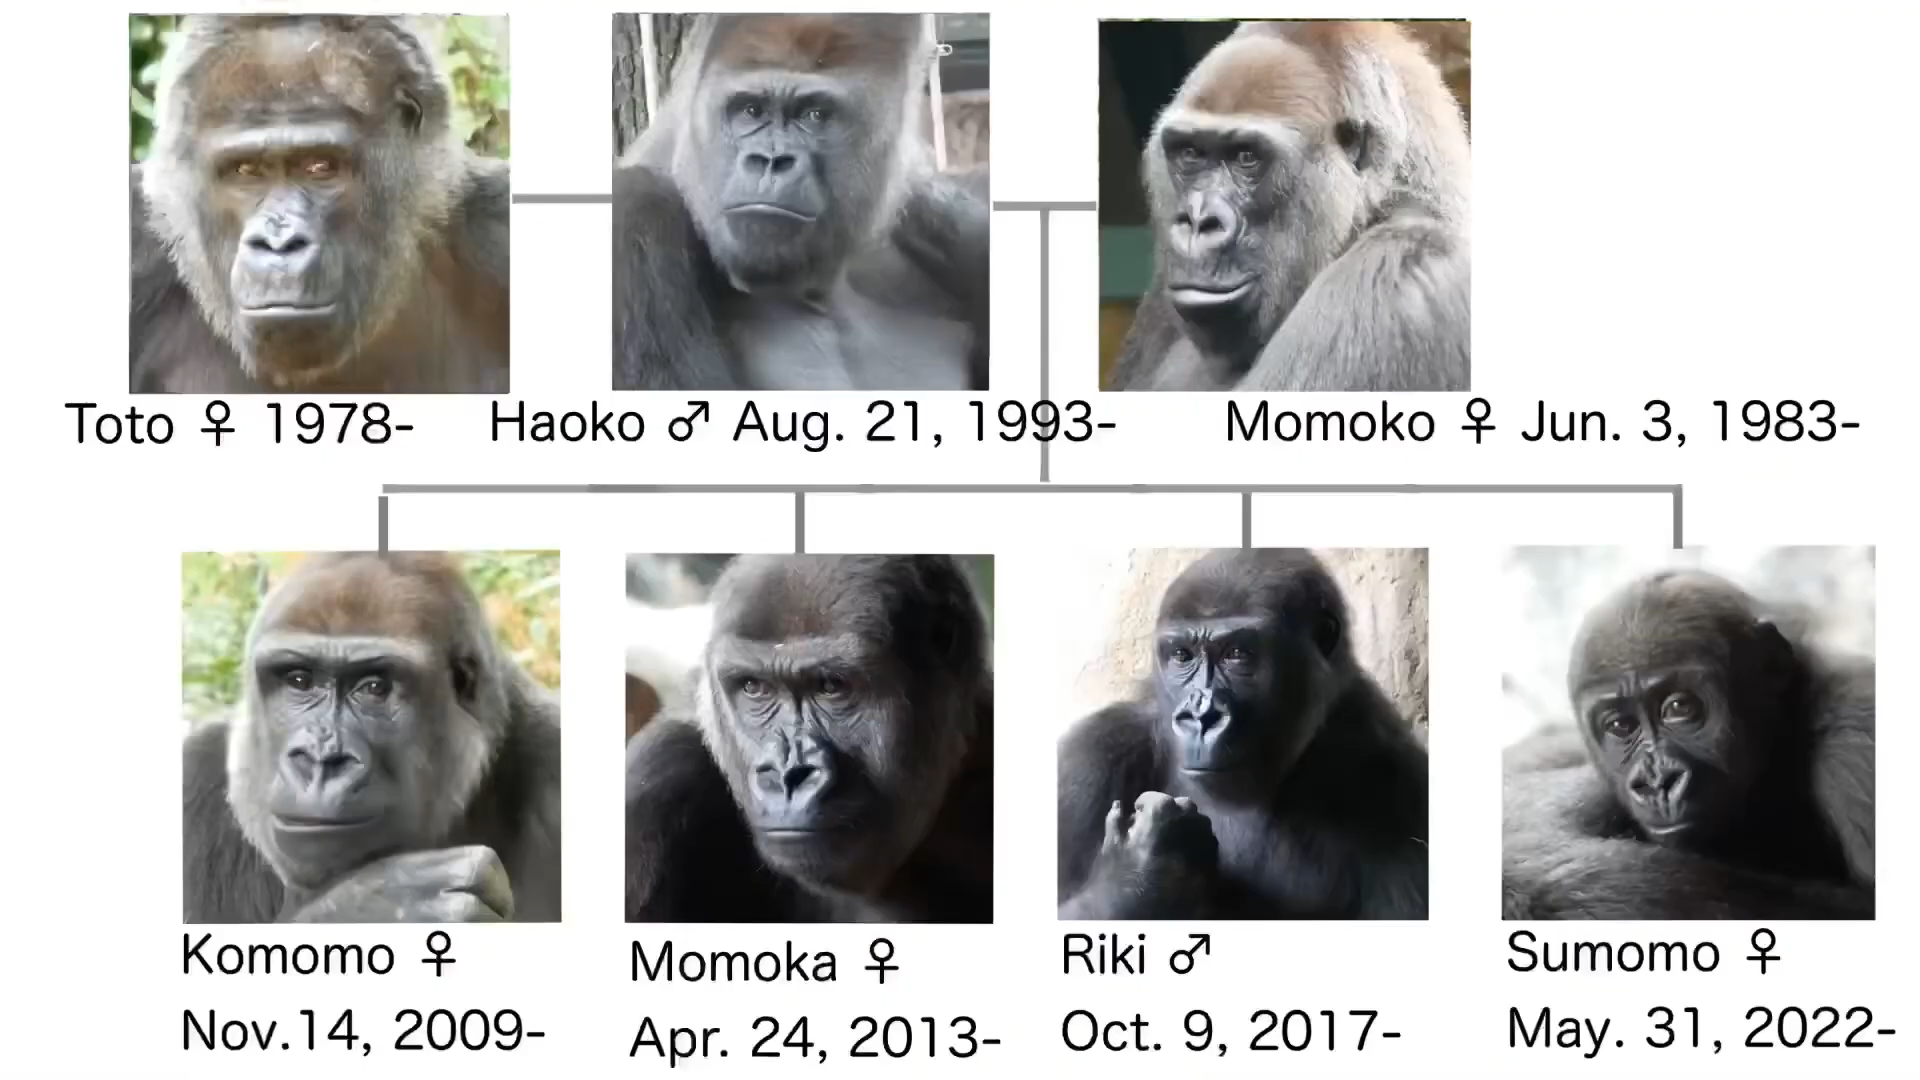 Toto ♀ 1978-
Haoko ♂ Aug. 21, 1993-
Momoko ♀ Jun. 3, 1983-
Komomo ♀
Nov.14, 2009-
Momoka ♀
Apr. 24, 2013-
Riki ♂
Oct. 9, 2017-
Sumomo ♀
May. 31, 2022-